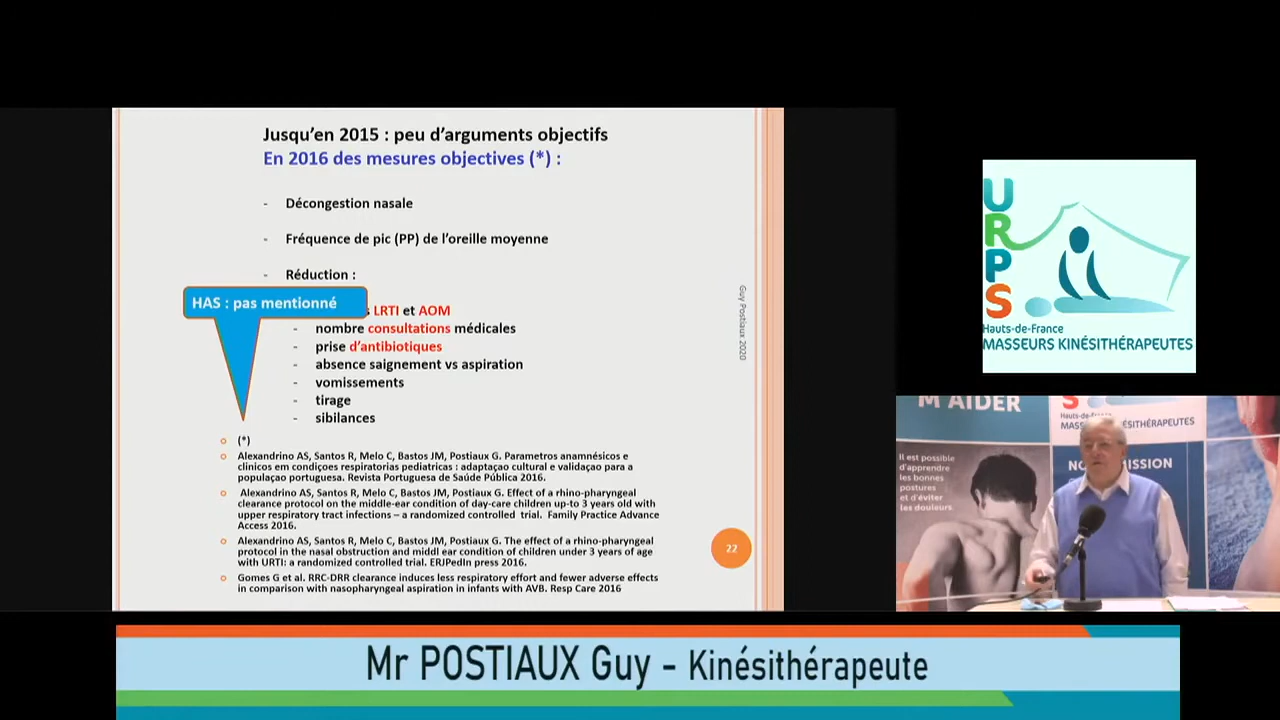 Jusqu’en 2015 : peu d’arguments objectifs
En 2016 des mesures objectives (*) :
- Décongestion nasale
- Fréquence de pic (PP) de l’oreille moyenne
- Réduction :
HAS : pas mentionné
LRTI et AOM
- nombre consultations médicales
- prise d’antibiotiques
- absence saignement vs aspiration
- vomissements
- tirage
- sibilances
(*)
Alexandrino AS, Santos R, Melo C, Bastos JM, Postiaux G. Parametros anamnésicos e
clinicos em condiçoes respiratorias pediatricas : adaptaçao cultural e validaçao para a
populaçao portuguesa. Revista Portuguesa de Saúde Pública 2016.
Alexandrino AS, Santos R, Melo C, Bastos JM, Postiaux G. Effect of a rhino-pharyngeal
clearance protocol on the middle-ear condition of day-care children up-to 3 years old with
upper respiratory tract infections – a randomized controlled trial. Family Practice Advance
Access 2016.
Alexandrino AS, Santos R, Melo C, Bastos JM, Postiaux G. The effect of a rhino-pharyngeal
protocol in the nasal obstruction and middl ear condition of children under 3 years of age
with URTI: a randomized controlled trial. ERJPedIn press 2016.
Gomes G et al. RRC-DRR clearance induces less respiratory effort and fewer adverse effects
in comparison with nasopharyngeal aspiration in infants with AVB. Resp Care 2016
Guy Postiaux 2020
22
URPS
Hauts-de-France
MASSEURS KINÉSITHÉRAPEUTES
M'AIDER
Il est possible
d'apprendre
les bonnes
postures
et d'éviter
les douleurs
S
Hauts-de-France
KINÉSITHÉRAPEUTES
Mr POSTIAUX Guy - Kinésithérapeute